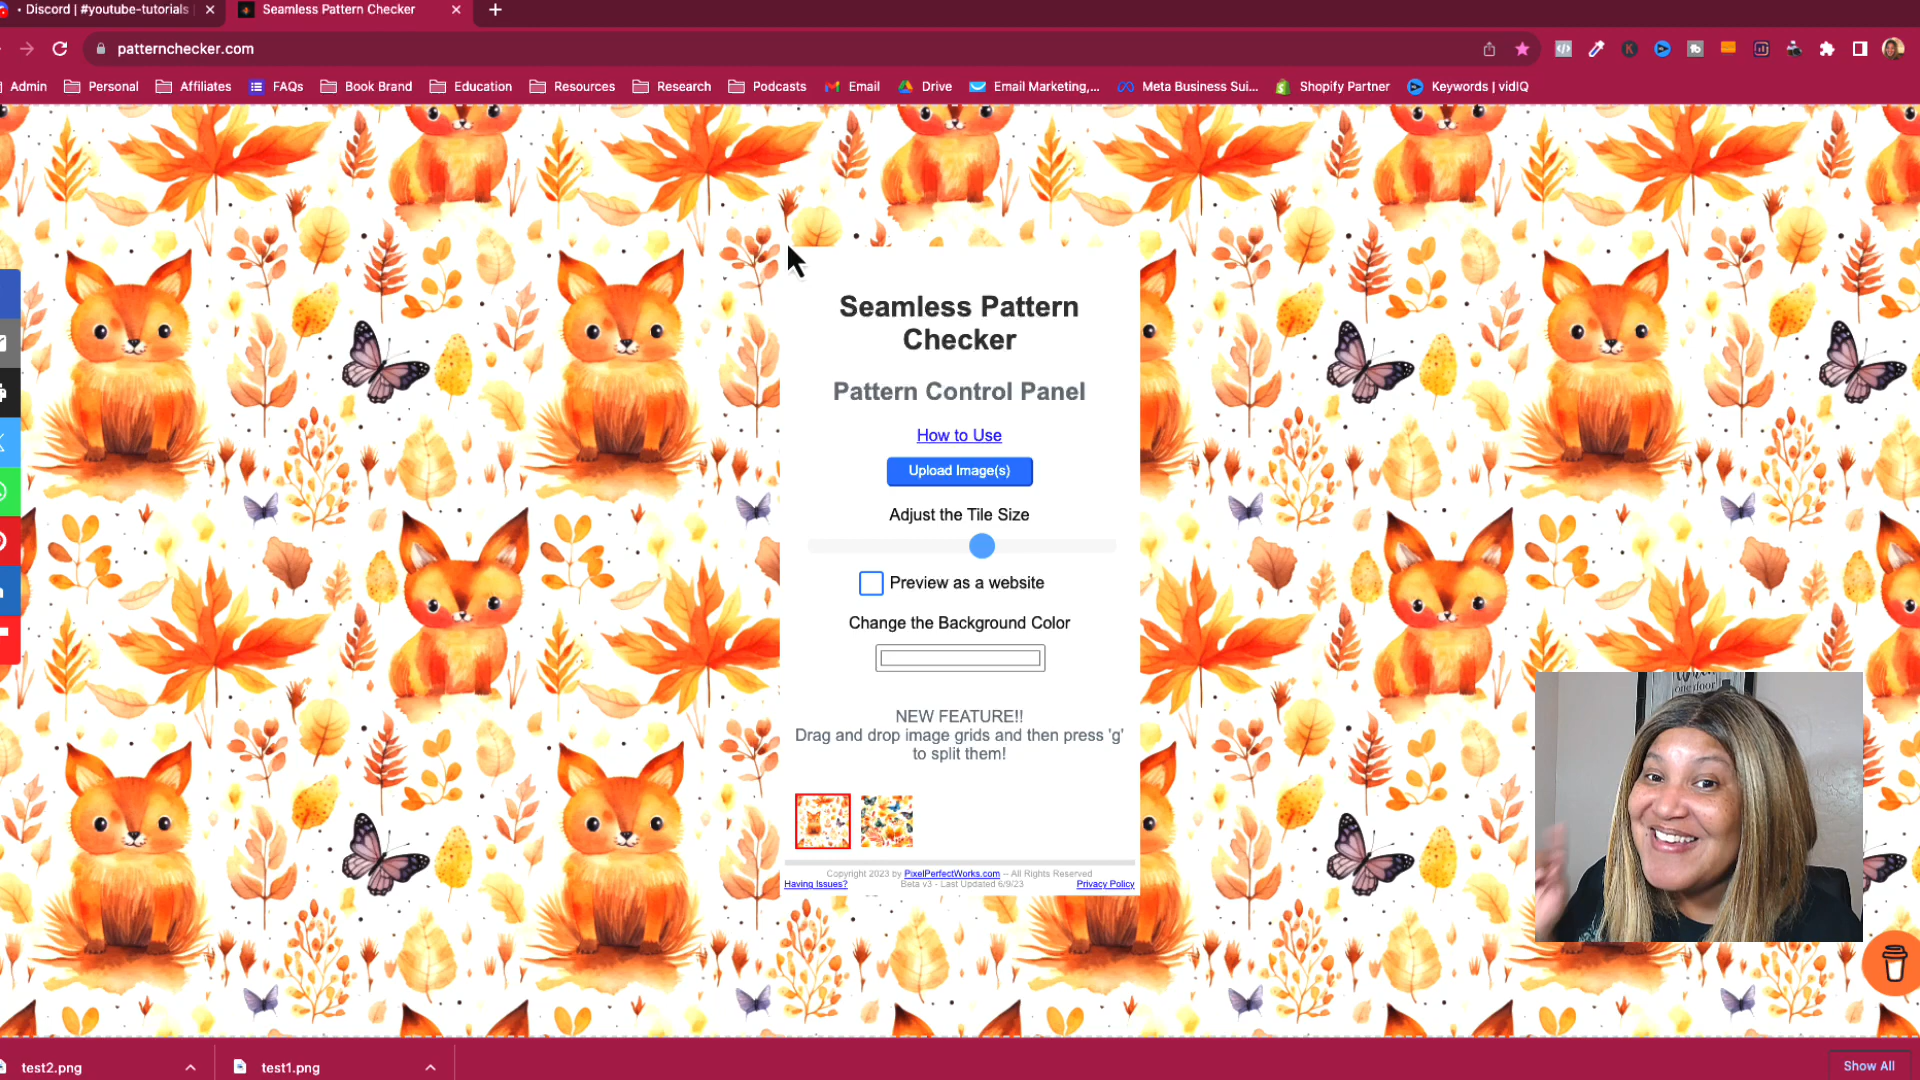 Discord | #youtube-tutorials
Seamless Pattern Checker
patternchecker.com
Admin
Personal
Affiliates
FAQs
Book Brand
Education
Resources
Research
Podcasts
Email
Drive
Email Marketing,...
Meta Business Sui...
Shopify Partner
Keywords | vidIQ
Seamless Pattern
Checker
Pattern Control Panel
How to Use
Upload Image(s)
Adjust the Tile Size
Preview as a website
Change the Background Color
NEW FEATURE!!
Drag and drop image grids and then press 'g'
to split them!
Copyright 2023 by PixelPerfectWorks.com -- All Rights Reserved
Having Issues?
Beta v3 - Last Updated 6/9/23
Privacy Policy
one door
test2.png
test1.png
Show All